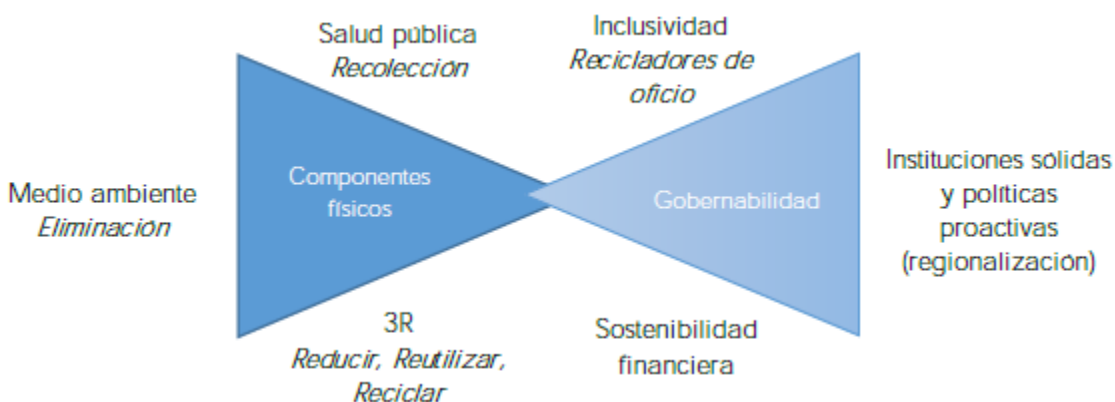 Salud pública
Recolección
Inclusividad
Recicladores de
oficio
Medio ambiente
Eliminación
Componentes
físicos
Gobernabilidad
Instituciones sólidas
y políticas
proactivas
(regionalización)
3R
Reducir, Reutilizar,
Reciclar
Sostenibilidad
financiera